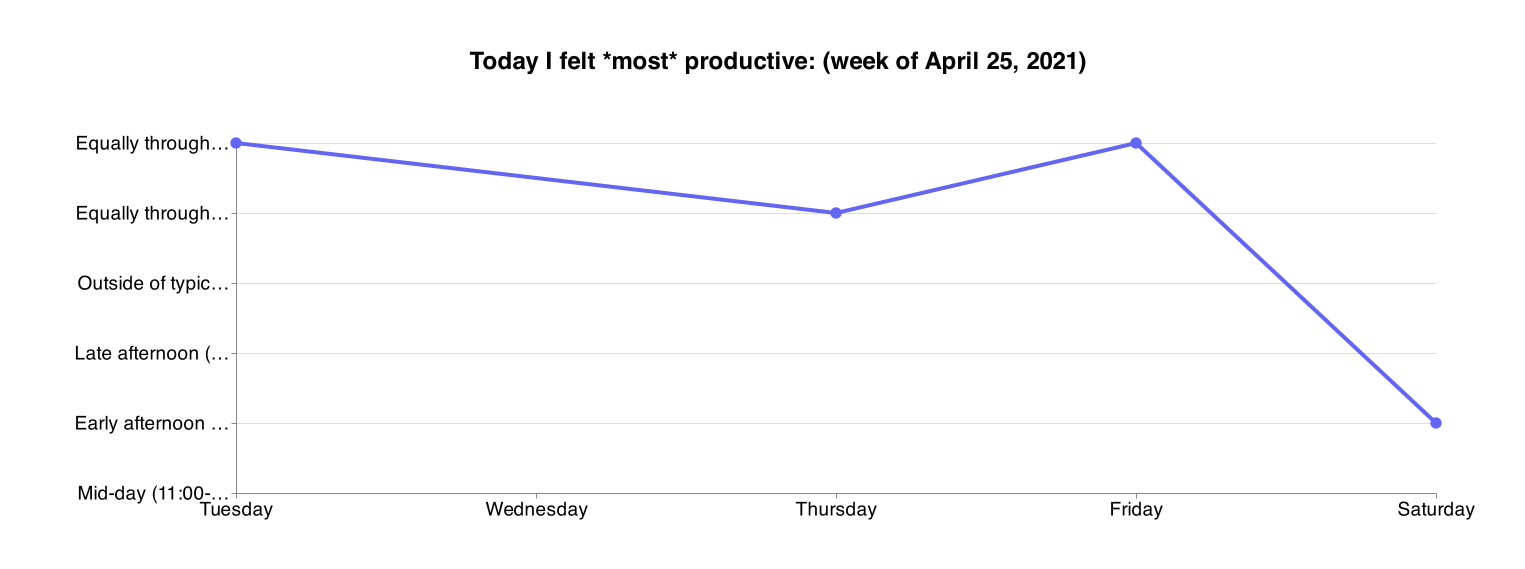 Today I felt *most* productive: (week of April 25, 2021)
Equally through…
Equally through…
Outside of typic…
Late afternoon (…
Early afternoon …
Mid-day (11:00-…
Tuesday Wednesday Thursday Friday Saturday